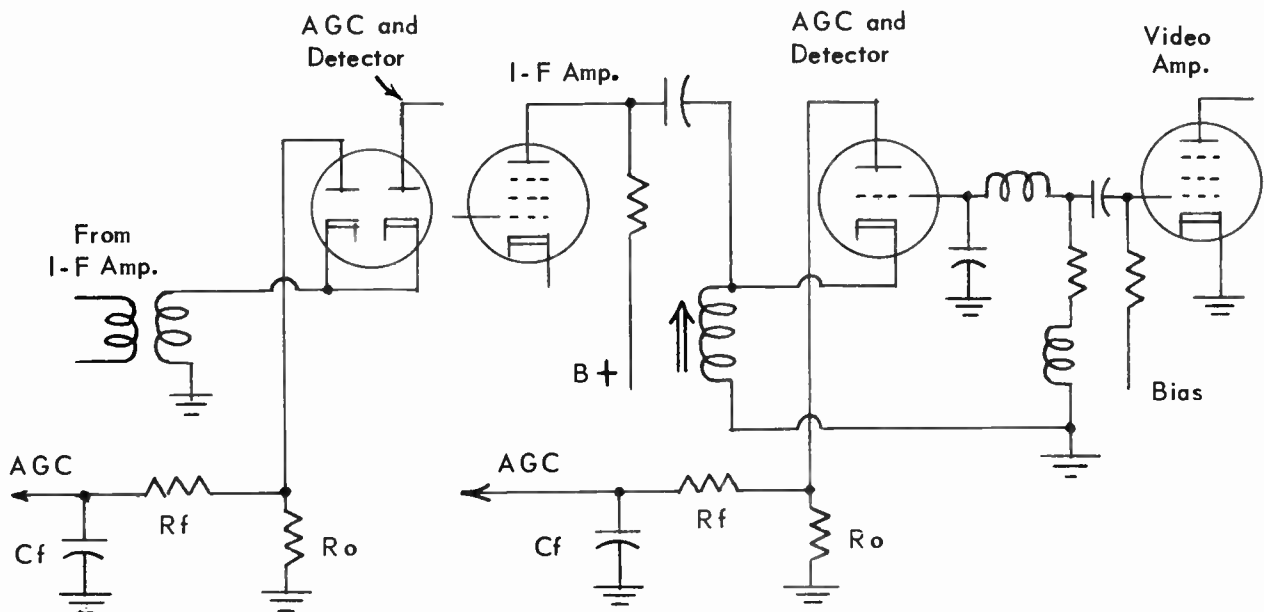 AGC and
Detector
I-F Amp.
AGC and
Detector
Video
Amp.
From
I-F Amp.
B+
Bias
AGC
Rf
Cf
Ro
AGC
Rf
Cf
Ro